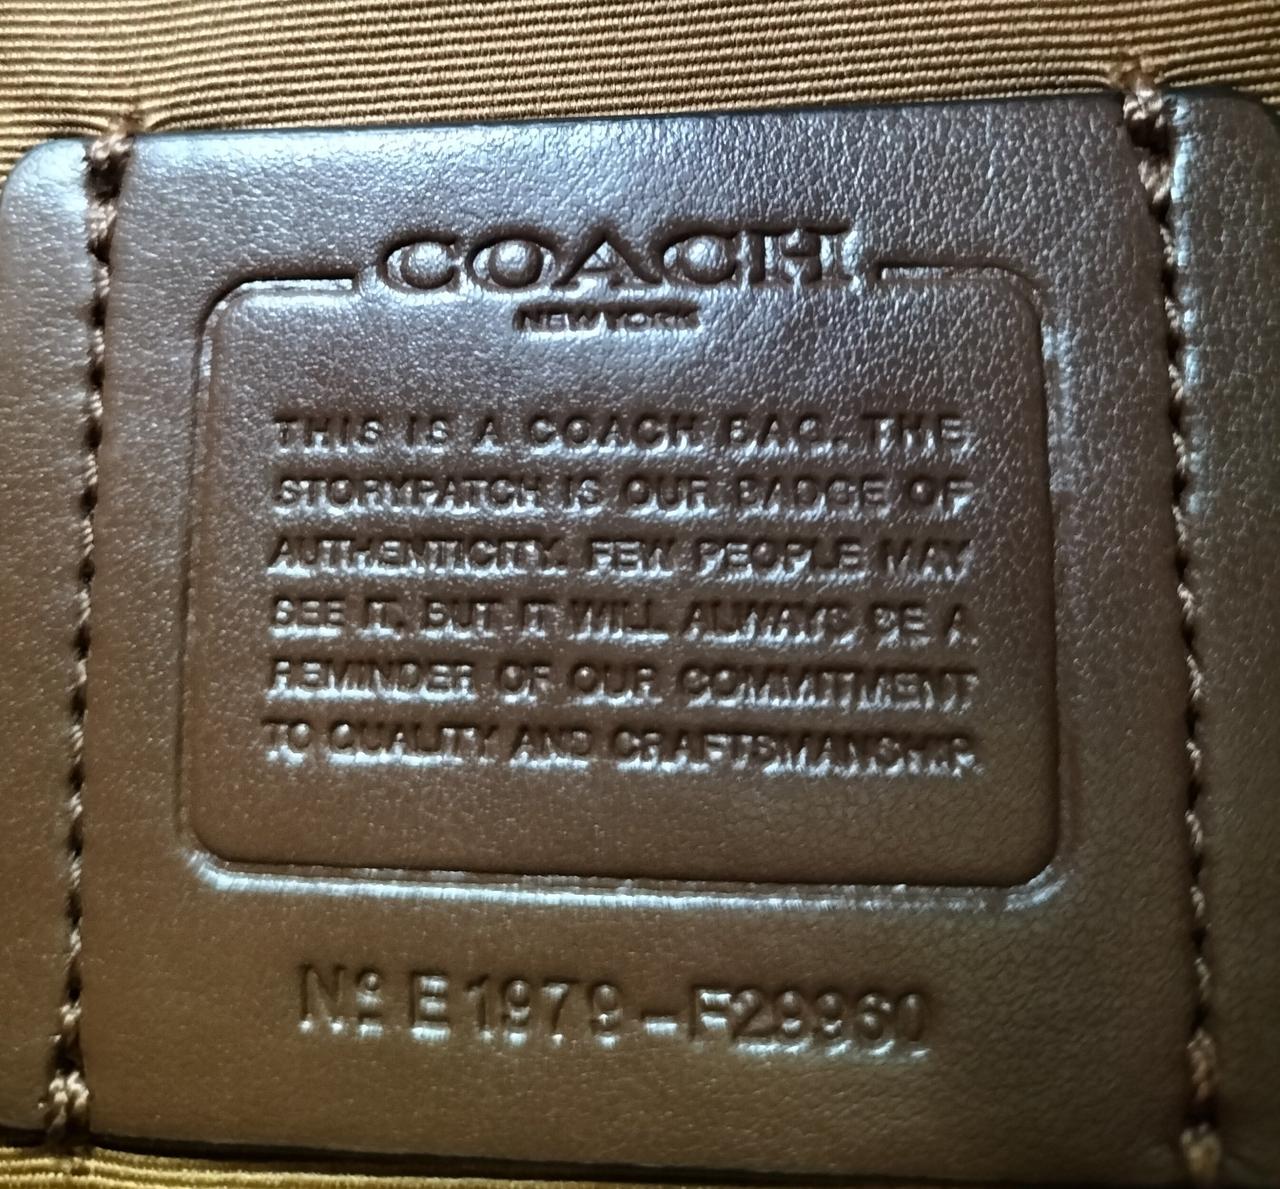 COACH
NEW YORK
THIS IS A COACH BAG. THE
STORYPATCH IS OUR BADGE OF
AUTHENTICITY. FEW PEOPLE MAY
SEE IT. BUT IT WILL ALWAYS BE A
REMINDER OF OUR COMMITMENT
TO QUALITY AND CRAFTSMANSHIP.
Nº E1979-F29960